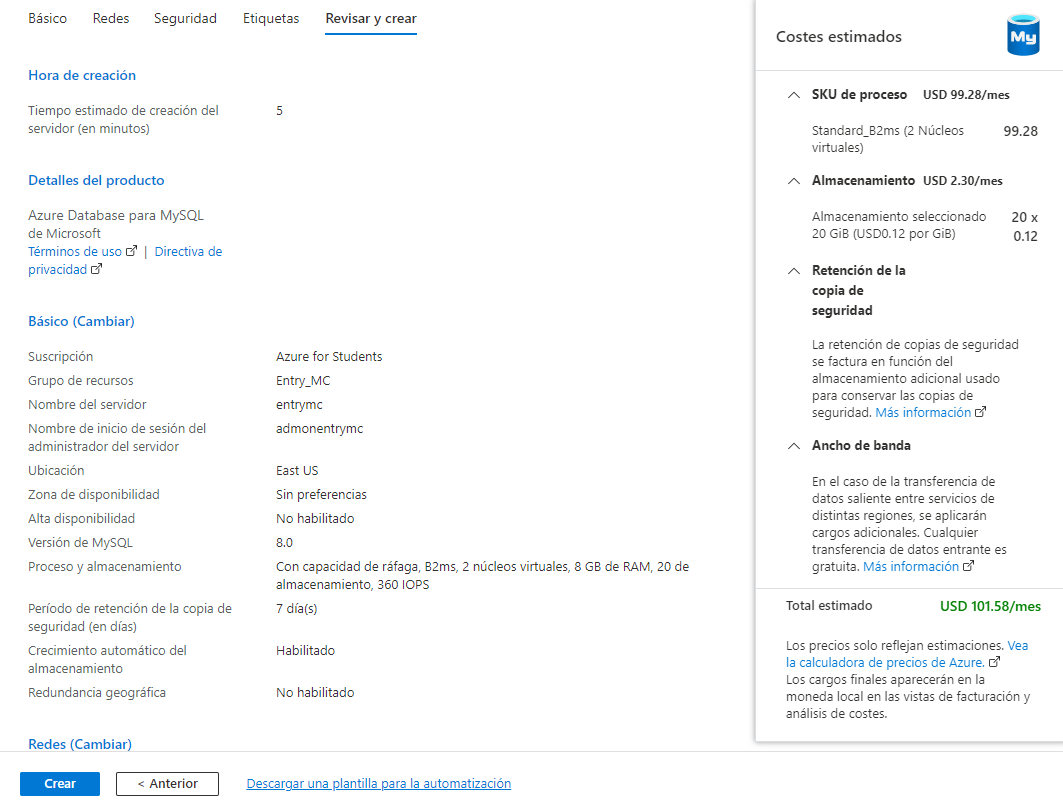 Básico Redes Seguridad Etiquetas Revisar y crear
Hora de creación
Tiempo estimado de creación del 5
servidor (en minutos)
Detalles del producto
Azure Database para MySQL
de Microsoft
Términos de uso | Directiva de
privacidad
Básico (Cambiar)
Suscripción Azure for Students
Grupo de recursos Entry_MC
Nombre del servidor entrymc
Nombre de inicio de sesión del admonentrymc
administrador del servidor
Ubicación East US
Zona de disponibilidad Sin preferencias
Alta disponibilidad No habilitado
Versión de MySQL 8.0
Proceso y almacenamiento Con capacidad de ráfaga, B2ms, 2 núcleos virtuales, 8 GB de RAM, 20 de
almacenamiento, 360 IOPS
Período de retención de la copia de 7 día(s)
seguridad (en días)
Crecimiento automático del Habilitado
almacenamiento
Redundancia geográfica No habilitado
Redes (Cambiar)
Crear < Anterior Descargar una plantilla para la automatización
Costes estimados My
SKU de proceso USD 99.28/mes
Standard_B2ms (2 Núcleos 99.28
virtuales)
Almacenamiento USD 2.30/mes
Almacenamiento seleccionado 20 x
20 GiB (USD0.12 por GiB) 0.12
Retención de la
copia de
seguridad
La retención de copias de seguridad
se factura en función del
almacenamiento adicional usado
para conservar las copias de
seguridad. Más información
Ancho de banda
En el caso de la transferencia de
datos saliente entre servicios de
distintas regiones, se aplicarán
cargos adicionales. Cualquier
transferencia de datos entrante es
gratuita. Más información
Total estimado USD 101.58/mes
Los precios solo reflejan estimaciones. Vea
la calculadora de precios de Azure.
Los cargos finales aparecerán en la
moneda local en las vistas de facturación y
análisis de costes.